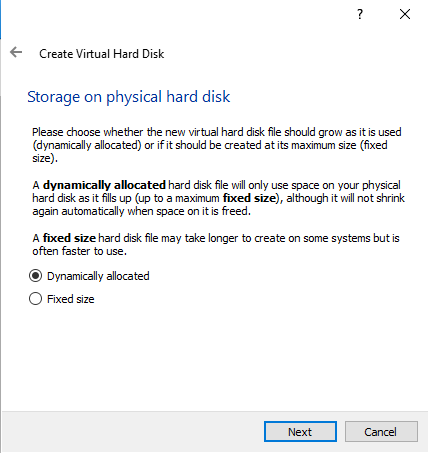 ?
Create Virtual Hard Disk
Storage on physical hard disk
Please choose whether the new virtual hard disk file should grow as it is used
(dynamically allocated) or if it should be created at its maximum size (fixed
size).
A dynamically allocated hard disk file will only use space on your physical
hard disk as it fills up (up to a maximum fixed size), although it will not shrink
again automatically when space on it is freed.
A fixed size hard disk file may take longer to create on some systems but is
often faster to use.
Dynamically allocated
Fixed size
Next
Cancel